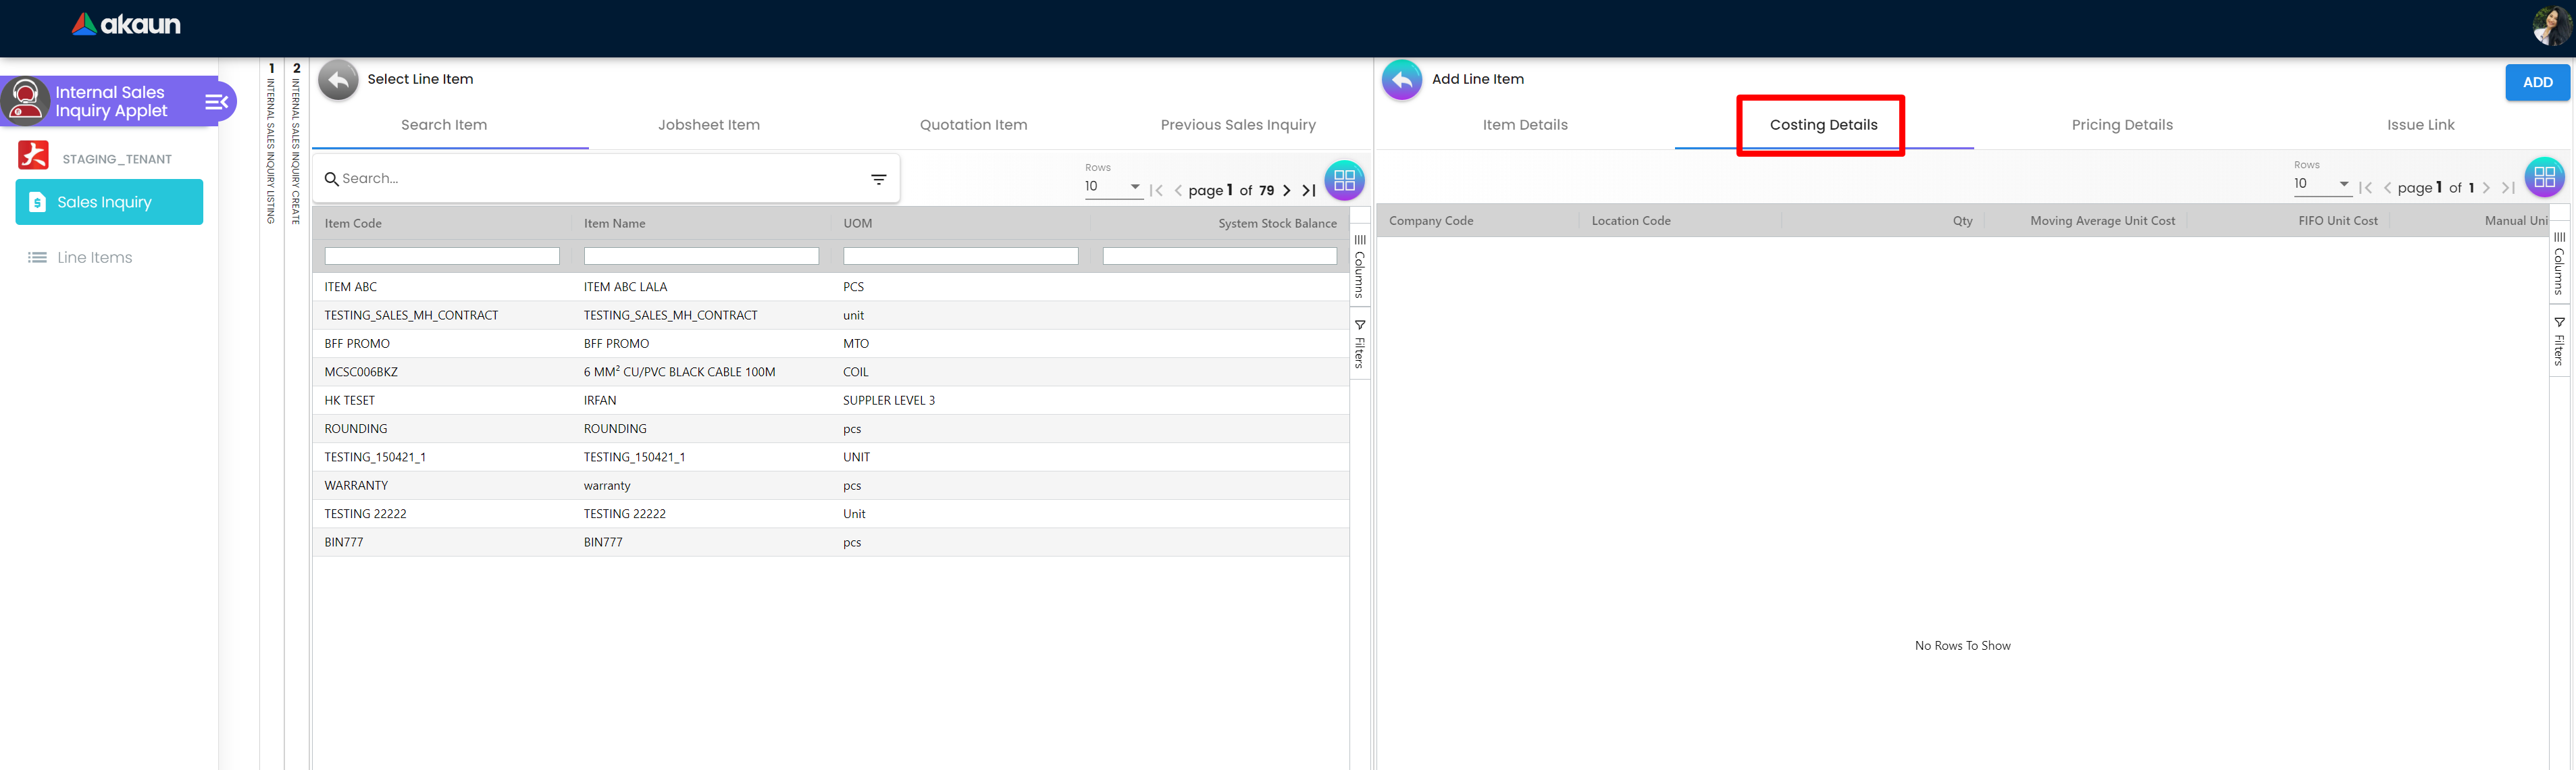 akaun
Internal Sales
Inquiry Applet
STAGING_TENANT
Sales Inquiry
Line Items
1
INTERNAL SALES INQUIRY LISTING
2
INTERNAL SALES INQUIRY CREATE
Select Line Item
Search Item Jobsheet Item Quotation Item Previous Sales Inquiry
Search...
Rows
10
page 1 of 79
Item Code Item Name UOM System Stock Balance
ITEM ABC ITEM ABC LALA PCS
TESTING_SALES_MH_CONTRACT TESTING_SALES_MH_CONTRACT unit
BFF PROMO BFF PROMO MTO
MCSC006BKZ 6 MM² CU/PVC BLACK CABLE 100M COIL
HK TESET IRFAN SUPPLER LEVEL 3
ROUNDING ROUNDING pcs
TESTING_150421_1 TESTING_150421_1 UNIT
WARRANTY warranty pcs
TESTING 22222 TESTING 22222 Unit
BIN777 BIN777 pcs
Columns
Filters
Add Line Item
ADD
Item Details Costing Details Pricing Details Issue Link
Rows
10
page 1 of 1
Company Code Location Code Qty Moving Average Unit Cost FIFO Unit Cost Manual Uni
No Rows To Show
Columns
Filters